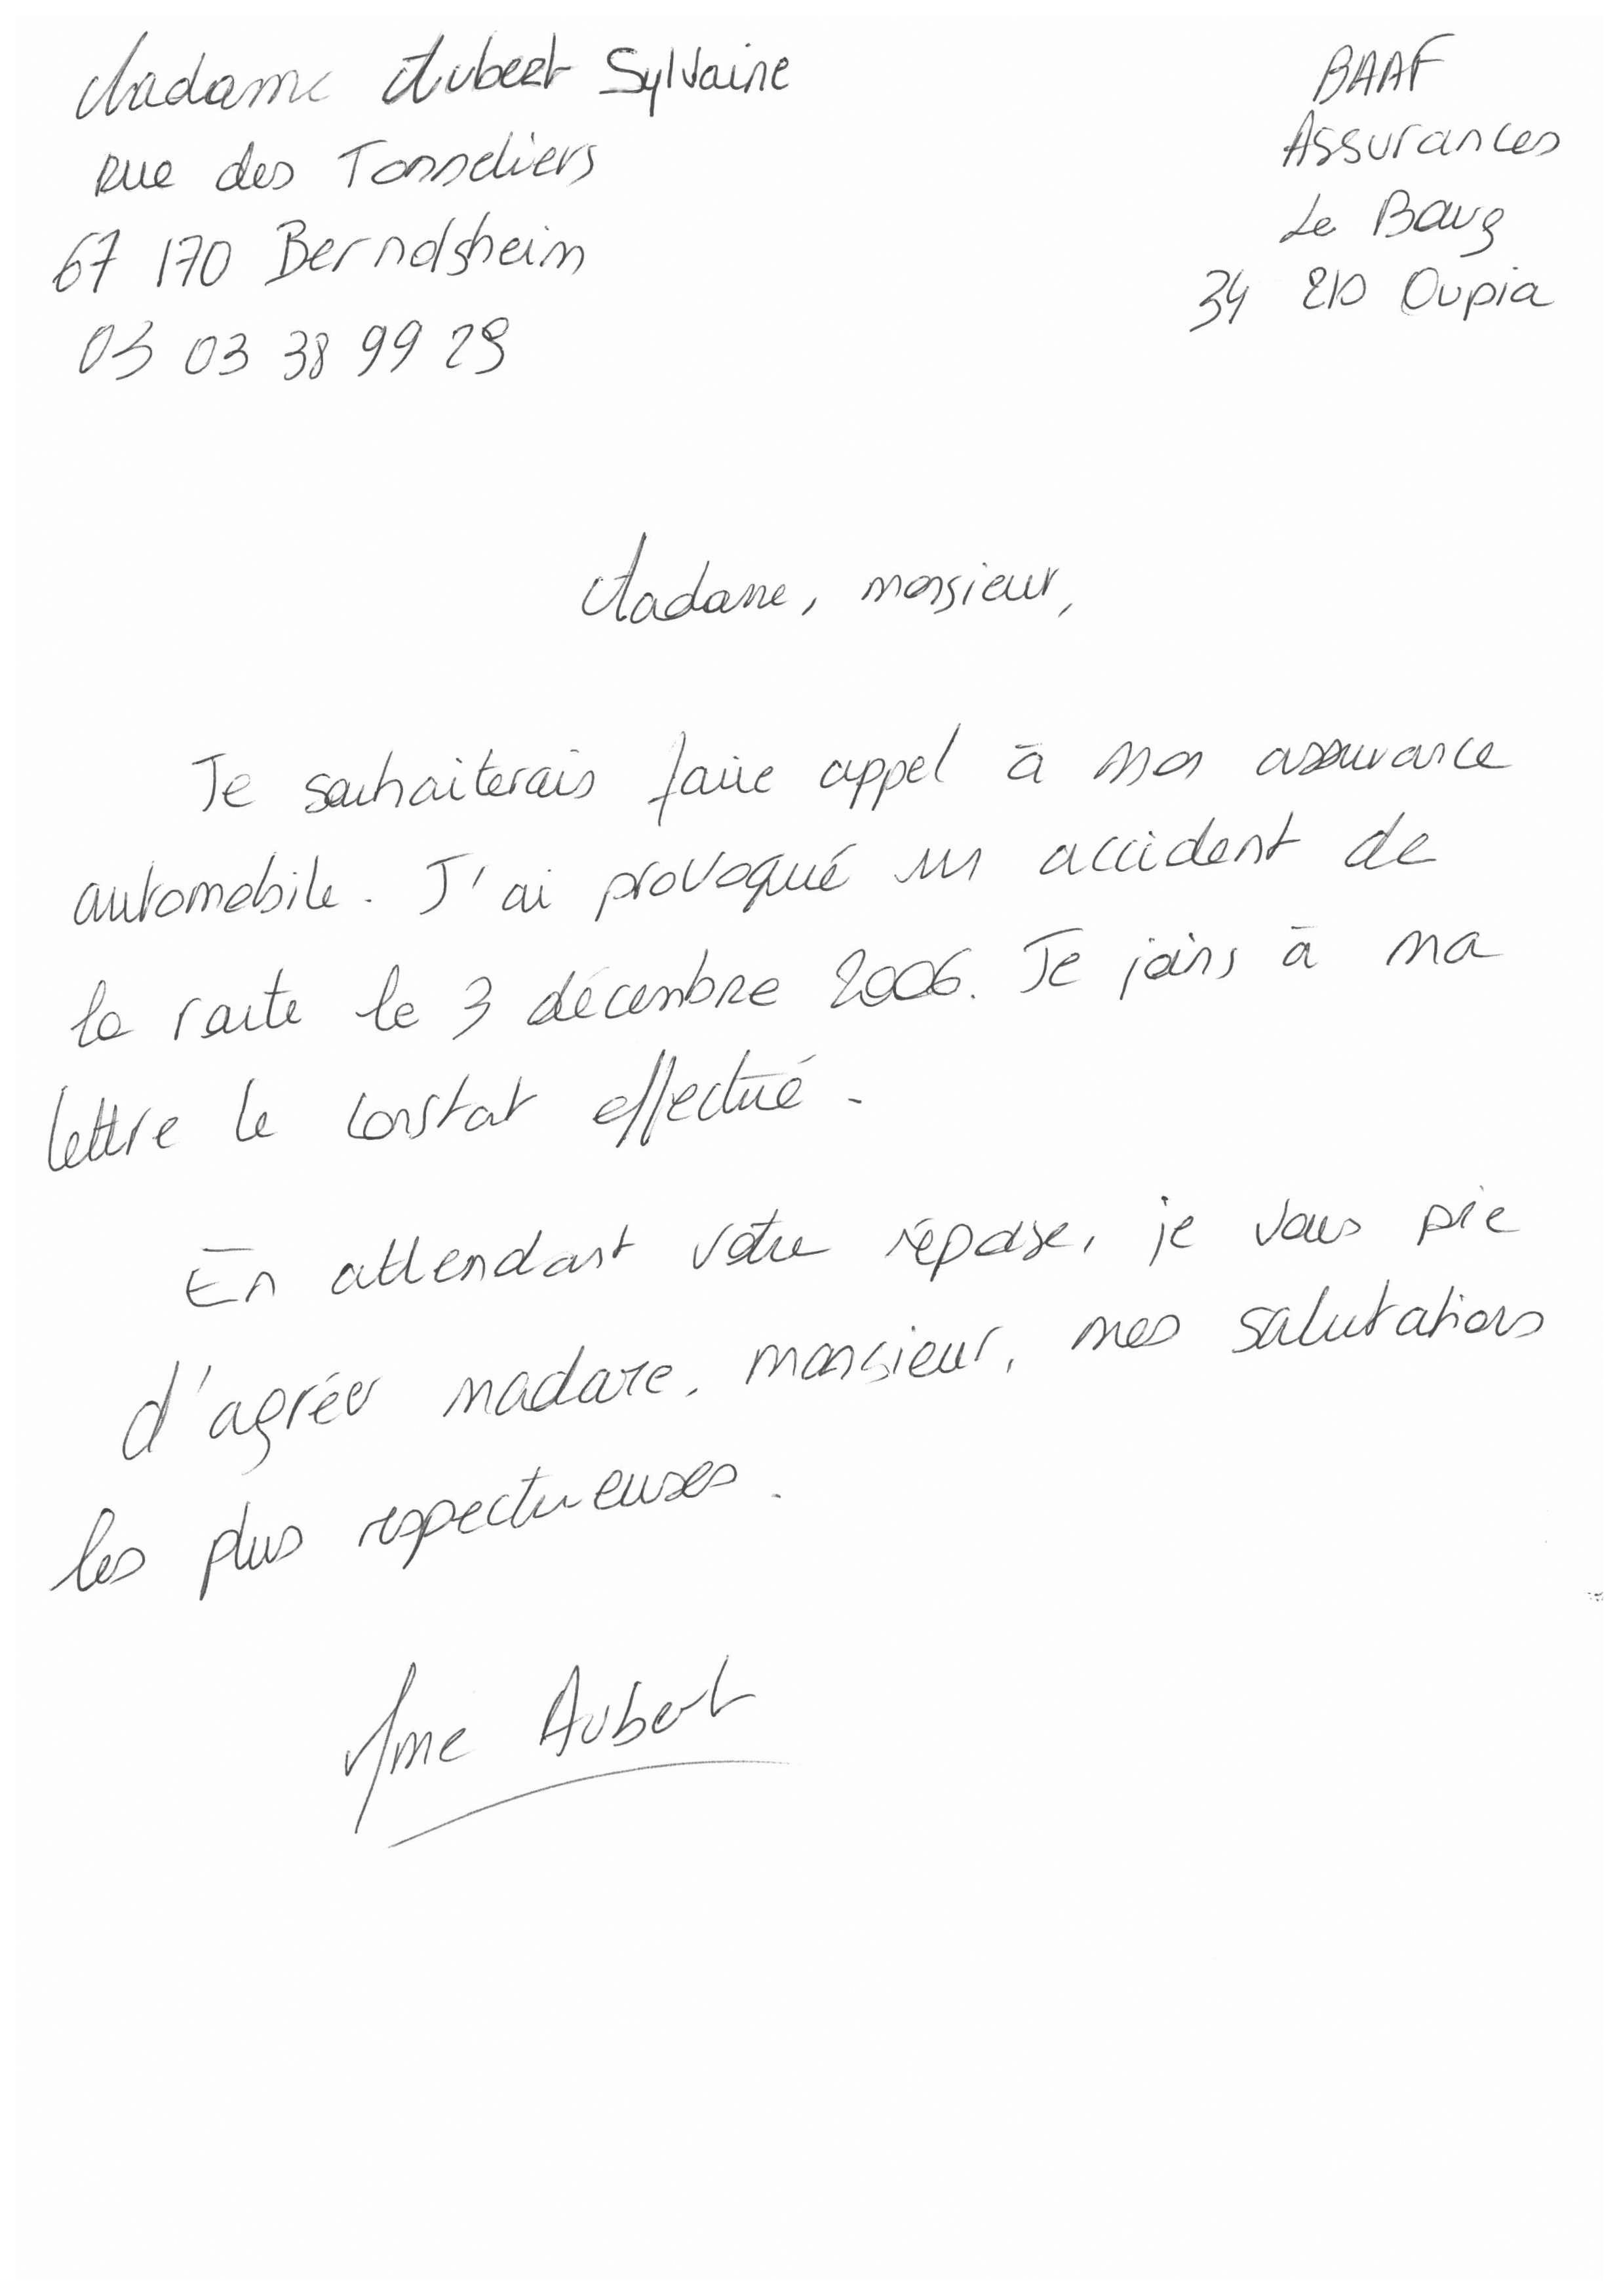 Madame Aubert Sylvaine
rue des Tonneliers
67 170 Berndsheim
03 03 38 99 29
BAAF
Assurances
Le Bourg
34 210 Oupia
Madame, monsieur,
Je souhaiterais faire appel à mon assurance
automobile. J'ai provoqué un accident de
la route le 3 décembre 2006. Je joins à ma
lettre le constat effectué.
En attendant votre réponse, je vous prie
d'agréer madame, monsieur, mes salutations
les plus respectueuses.
Mme Aubert